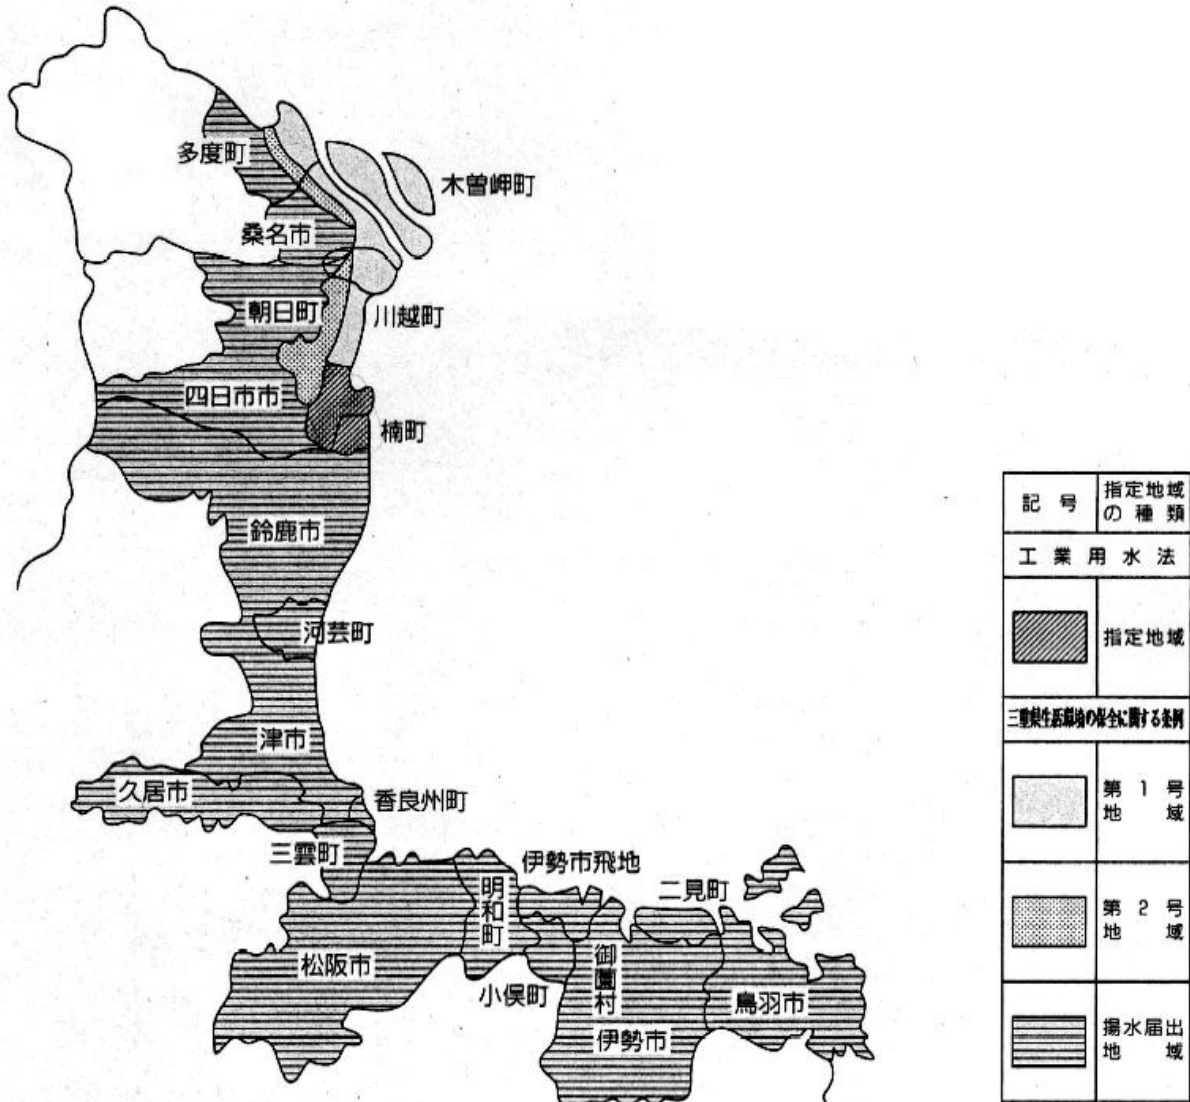 多度町
木曽岬町
桑名市
朝日町
川越町
四日市市
楠町
鈴鹿市
河芸町
津市
久居市
香良州町
三雲町
伊勢市飛地
二見町
明和町
松阪市
小俣町
御薗村
伊勢市
鳥羽市
記号
指定地域
の種類
工業用水法
指定地域
三重県生活環境の保全に関する条例
第1号
地域
第2号
地域
揚水届出
地域